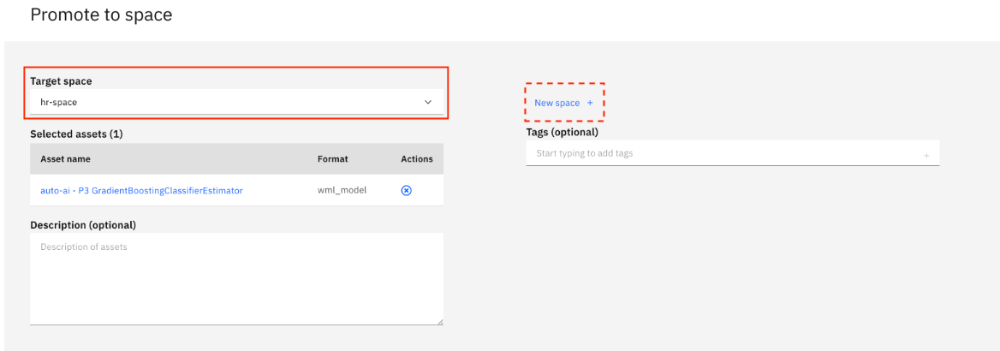 Promote to space
Target space
hr-space
New space +
Selected assets (1)
Tags (optional)
Asset name Format Actions
Start typing to add tags +
auto-ai - P3 GradientBoostingClassifierEstimator wml_model
Description (optional)
Description of assets